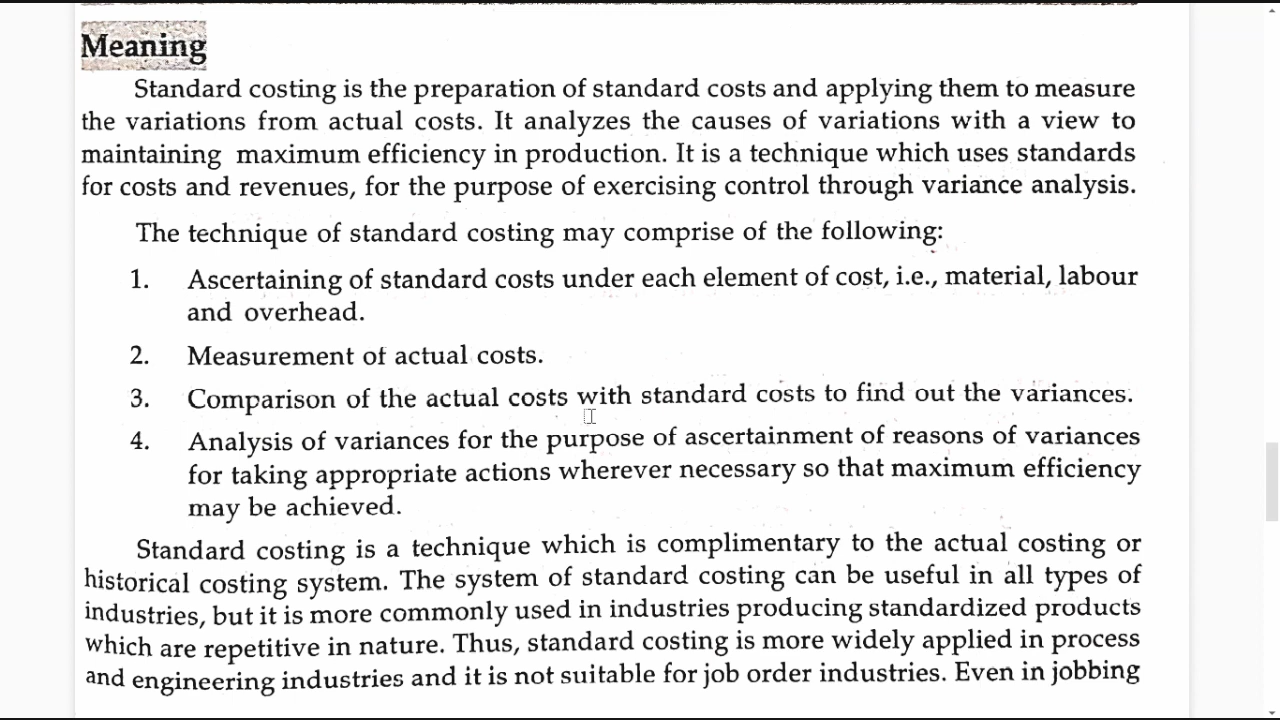 Meaning
Standard costing is the preparation of standard costs and applying them to measure
the variations from actual costs. It analyzes the causes of variations with a view to
maintaining maximum efficiency in production. It is a technique which uses standards
for costs and revenues, for the purpose of exercising control through variance analysis.
The technique of standard costing may comprise of the following:
1. Ascertaining of standard costs under each element of cost, i.e., material, labour
and overhead.
2. Measurement of actual costs.
3. Comparison of the actual costs with standard costs to find out the variances.
4. Analysis of variances for the purpose of ascertainment of reasons of variances
for taking appropriate actions wherever necessary so that maximum efficiency
may be achieved.
Standard costing is a technique which is complimentary to the actual costing or
historical costing system. The system of standard costing can be useful in all types of
industries, but it is more commonly used in industries producing standardized products
which are repetitive in nature. Thus, standard costing is more widely applied in process
and engineering industries and it is not suitable for job order industries. Even in jobbing